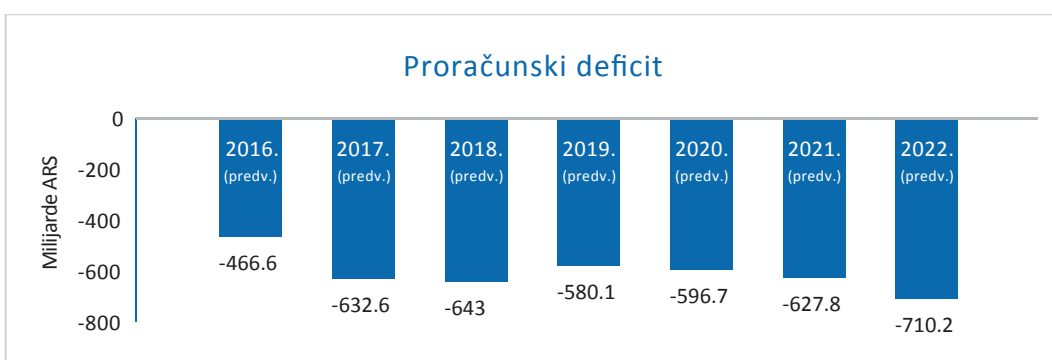 Proračunski deficit
Milijarde ARS
0
-200
-400
-600
-800
2016.
(predv.)
2017.
(predv.)
2018.
(predv.)
2019.
(predv.)
2020.
(predv.)
2021.
(predv.)
2022.
(predv.)
-466.6
-632.6
-643
-580.1
-596.7
-627.8
-710.2